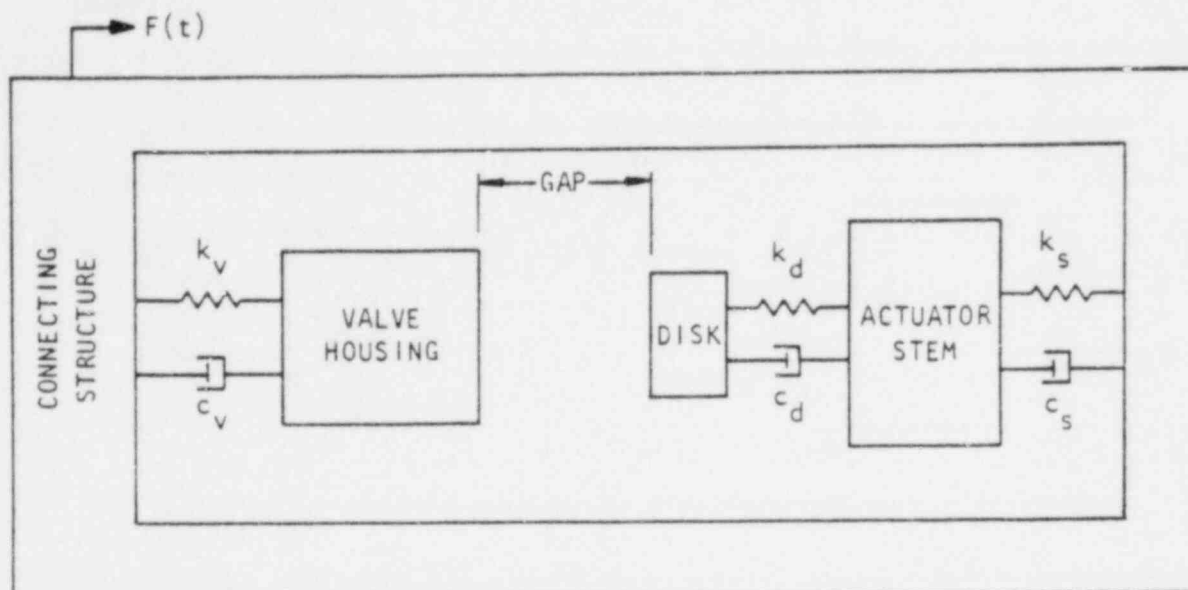 F(t)
GAP
CONNECTING
STRUCTURE
k_v
c_v
VALVE
HOUSING
DISK
k_d
c_d
ACTUATOR
STEM
k_s
c_s